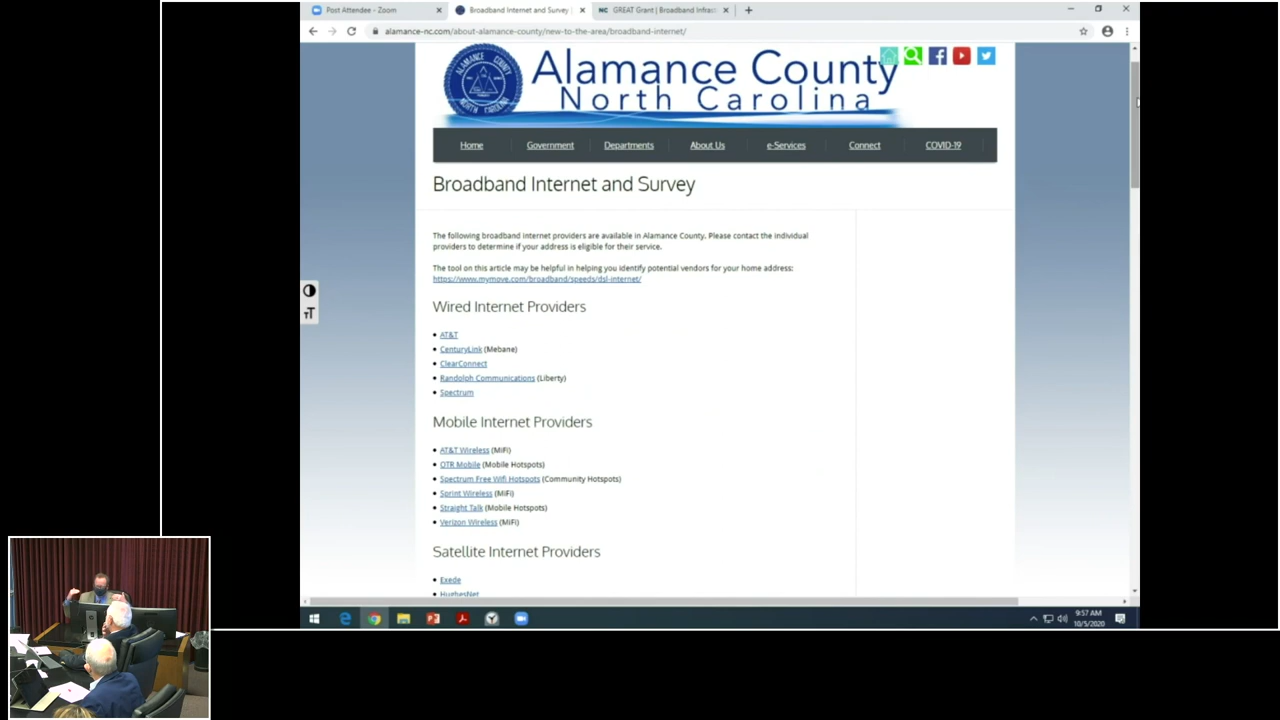 Post Attendee - Zoom
Broadband Internet and Survey |
NC GREAT Grant | Broadband Infrast
alamance-nc.com/about-alamance-county/new-to-the-area/broadband-internet/
ALAMANCE COUNTY
NORTH CAROLINA
Alamance County
North Carolina
Home Government Departments About Us e-Services Connect COVID-19
Broadband Internet and Survey
The following broadband internet providers are available in Alamance County. Please contact the individual
providers to determine if your address is eligible for their service.
The tool on this article may be helpful in helping you identify potential vendors for your home address:
https://www.mymove.com/broadband/speeds/dsl-internet/
Wired Internet Providers
• AT&T
• CenturyLink (Mebane)
• ClearConnect
• Randolph Communications (Liberty)
• Spectrum
Mobile Internet Providers
• AT&T Wireless (MiFi)
• OTR Mobile (Mobile Hotspots)
• Spectrum Free Wifi Hotspots (Community Hotspots)
• Sprint Wireless (MiFi)
• Straight Talk (Mobile Hotspots)
• Verizon Wireless (MiFi)
Satellite Internet Providers
• Exede
• HughesNet
9:57 AM
10/5/2020